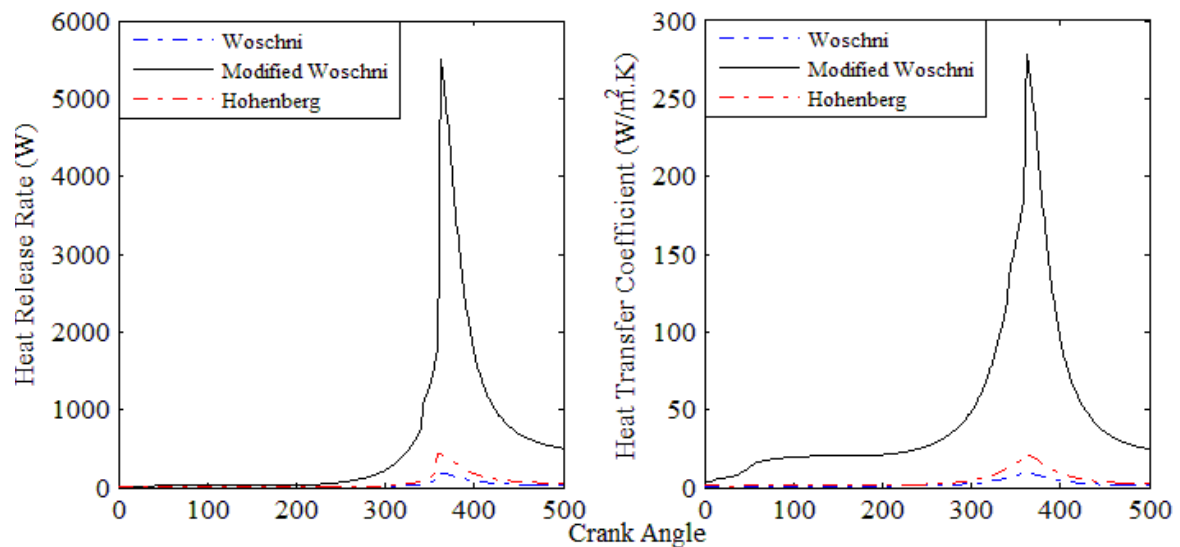 Heat Release Rate (W)
6000
5000
4000
3000
2000
1000
0
Woschni
Modified Woschni
Hohenberg
0 100 200 300 400 500
Heat Transfer Coefficient (W/m².K)
300
250
200
150
100
50
0
Woschni
Modified Woschni
Hohenberg
0 100 200 300 400 500
Crank Angle